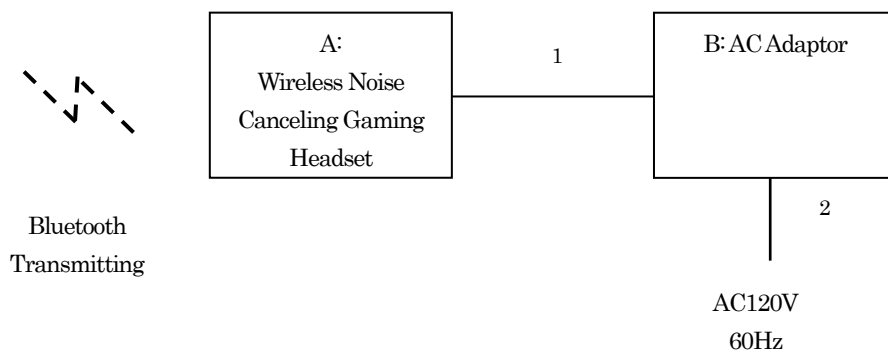 A:
Wireless Noise
Canceling Gaming
Headset
1
B: AC Adaptor
2
Bluetooth
Transmitting
AC120V
60Hz